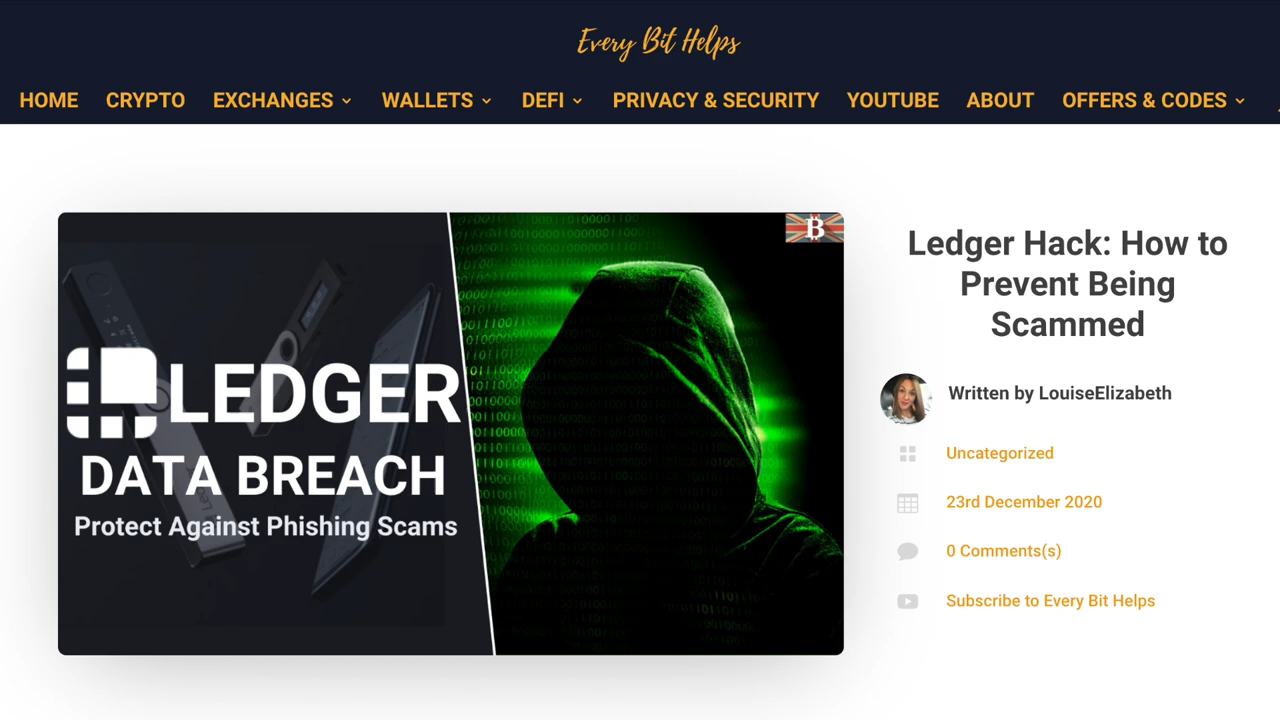 Every Bit Helps
HOME CRYPTO EXCHANGES WALLETS DEFI PRIVACY & SECURITY YOUTUBE ABOUT OFFERS & CODES
LEDGER
DATA BREACH
Protect Against Phishing Scams
B
Ledger Hack: How to
Prevent Being
Scammed
Written by LouiseElizabeth
Uncategorized
23rd December 2020
0 Comments(s)
Subscribe to Every Bit Helps